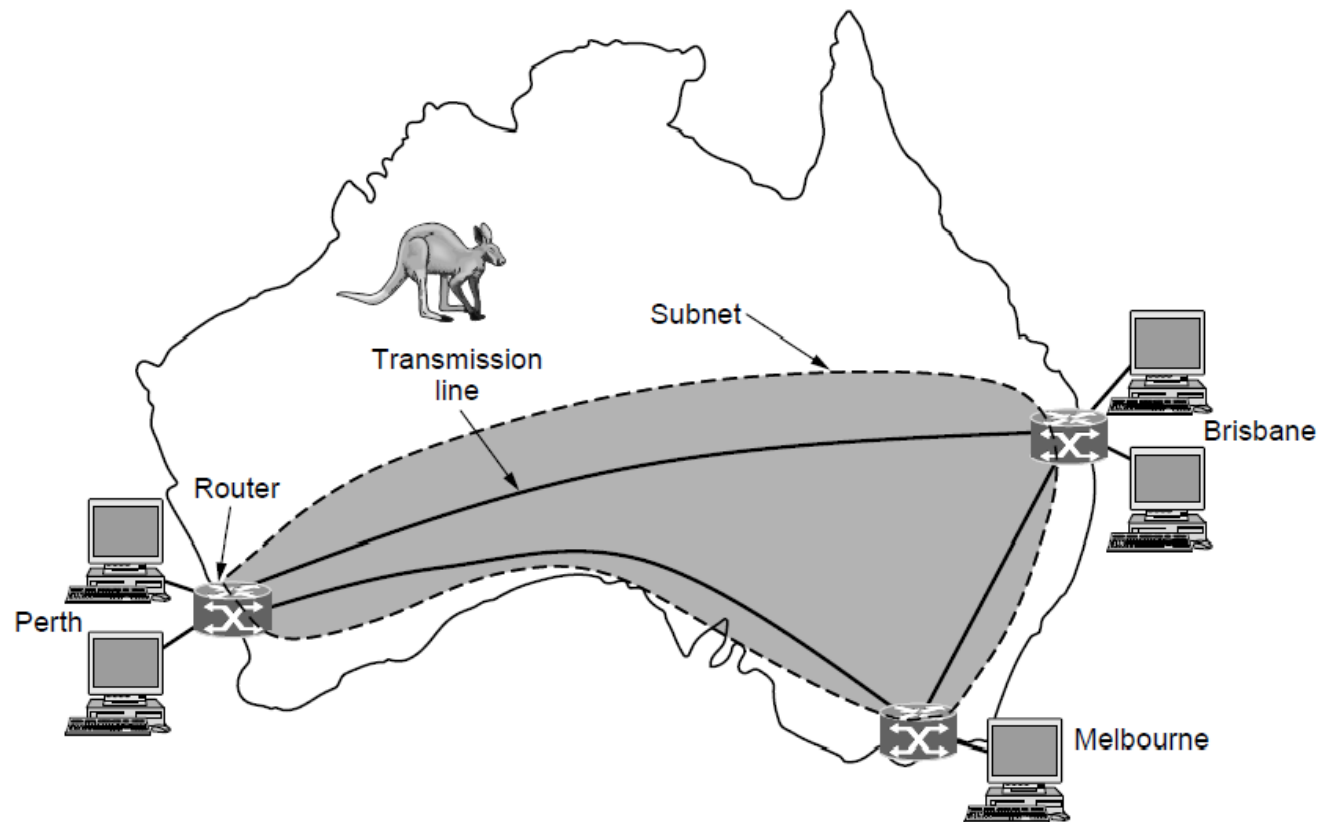 Subnet
Transmission
line
Brisbane
Router
Perth
Melbourne